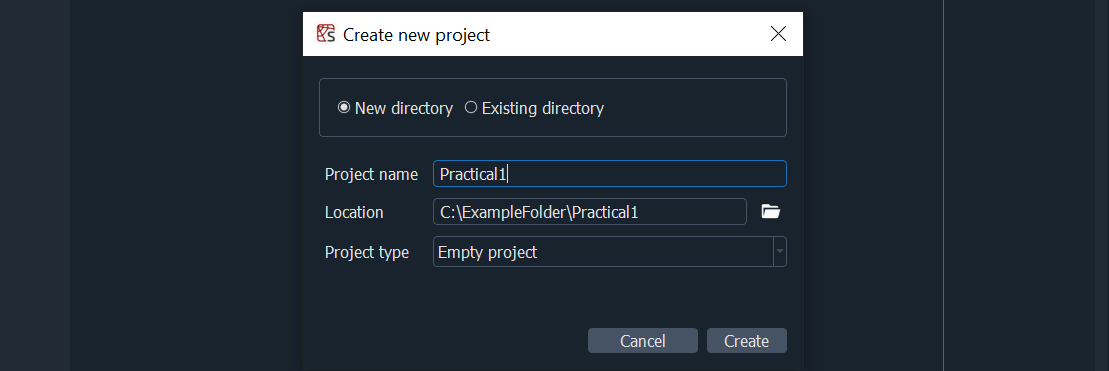 Create new project
New directory Existing directory
Project name Practical1
Location C:\ExampleFolder\Practical1
Project type Empty project
Cancel Create